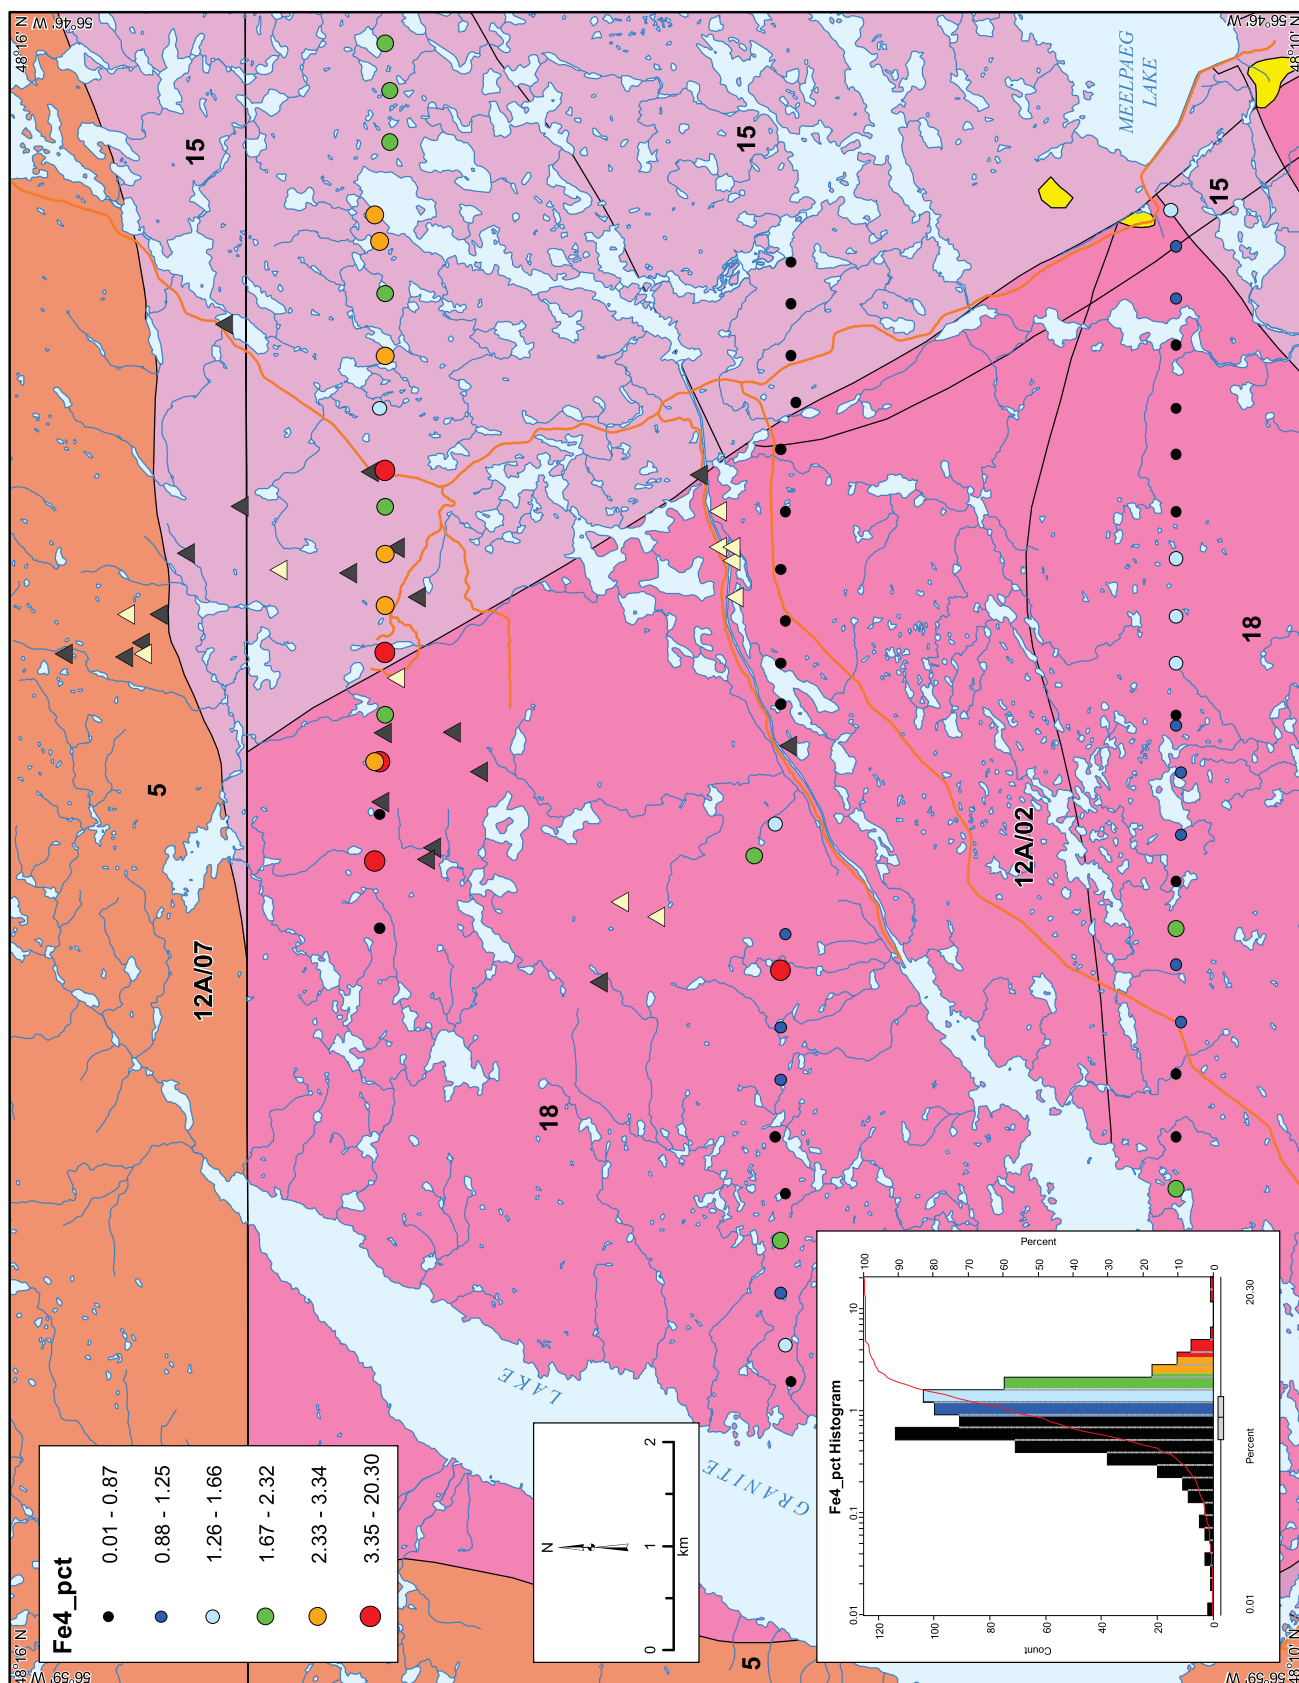 48°16' N
56°59' W
48°16' N
56°46' W
15
5
12A/07
15
15
18
12A/02
18
5
MEELPAEG
LAKE
GRANITE
LAKE
Fe4_pct
0.01 - 0.87
0.88 - 1.25
1.26 - 1.66
1.67 - 2.32
2.33 - 3.34
3.35 - 20.30
N
0 1 2
km
Fe4_pct Histogram
0.01 0.1 1 10
120
100
80
60
40
20
0
Count
100
90
80
70
60
50
40
30
20
10
0
Percent
0.01 Percent 20.30
48°10' N
56°59' W
48°10' N
56°46' W